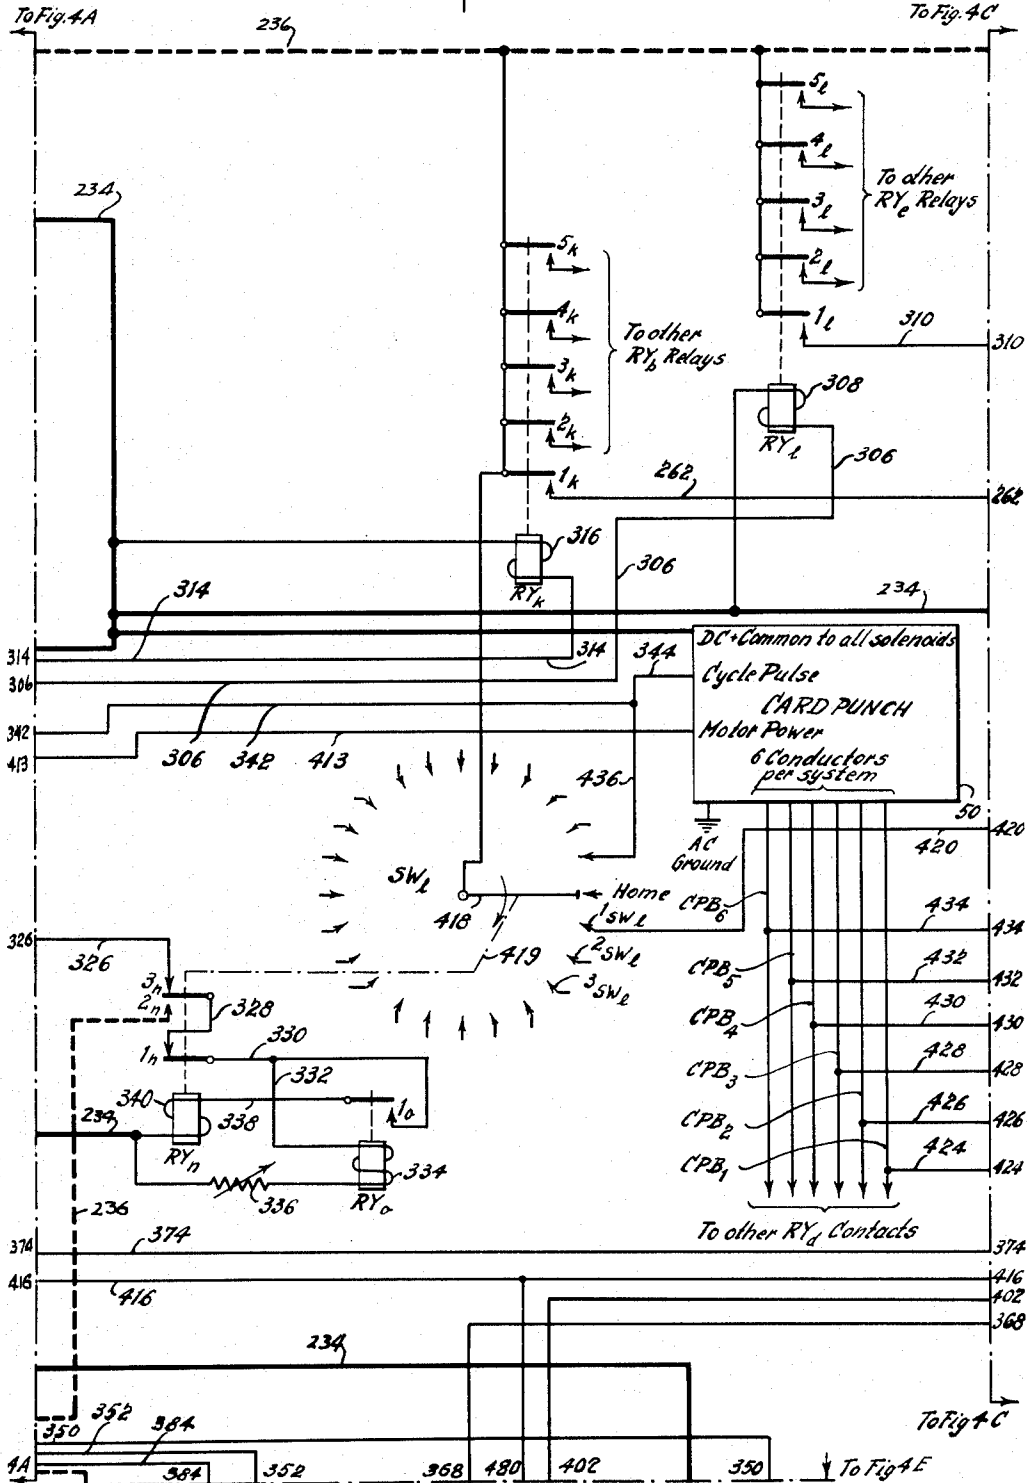 To Fig. 4A
To Fig. 4C
236
5ℓ
4ℓ
To other
RYe Relays
3ℓ
2ℓ
1ℓ
310
310
234
5k
4k
To other
RYb Relays
3k
2k
1k
308
RYℓ
306
262
262
316
306
RYk
314
234
314
314
306
342
413
306
342
413
344
DC + Common to all solenoids
Cycle Pulse
CARD PUNCH
Motor Power
6 Conductors
per system
436
50
AC
Ground
420
420
SWℓ
418
Home
1SWℓ
2SWℓ
3SWℓ
419
CPB6
434
434
CPB5
432
432
CPB4
430
430
CPB3
428
428
CPB2
426
426
CPB1
424
424
326
326
3n
2n
328
1n
330
332
340
338
1o
234
RYn
334
336
RYo
236
To other RYd Contacts
374
374
374
416
416
416
402
368
234
To Fig 4C
350
352
384
4A
384
352
368
480
402
350
To Fig 4E